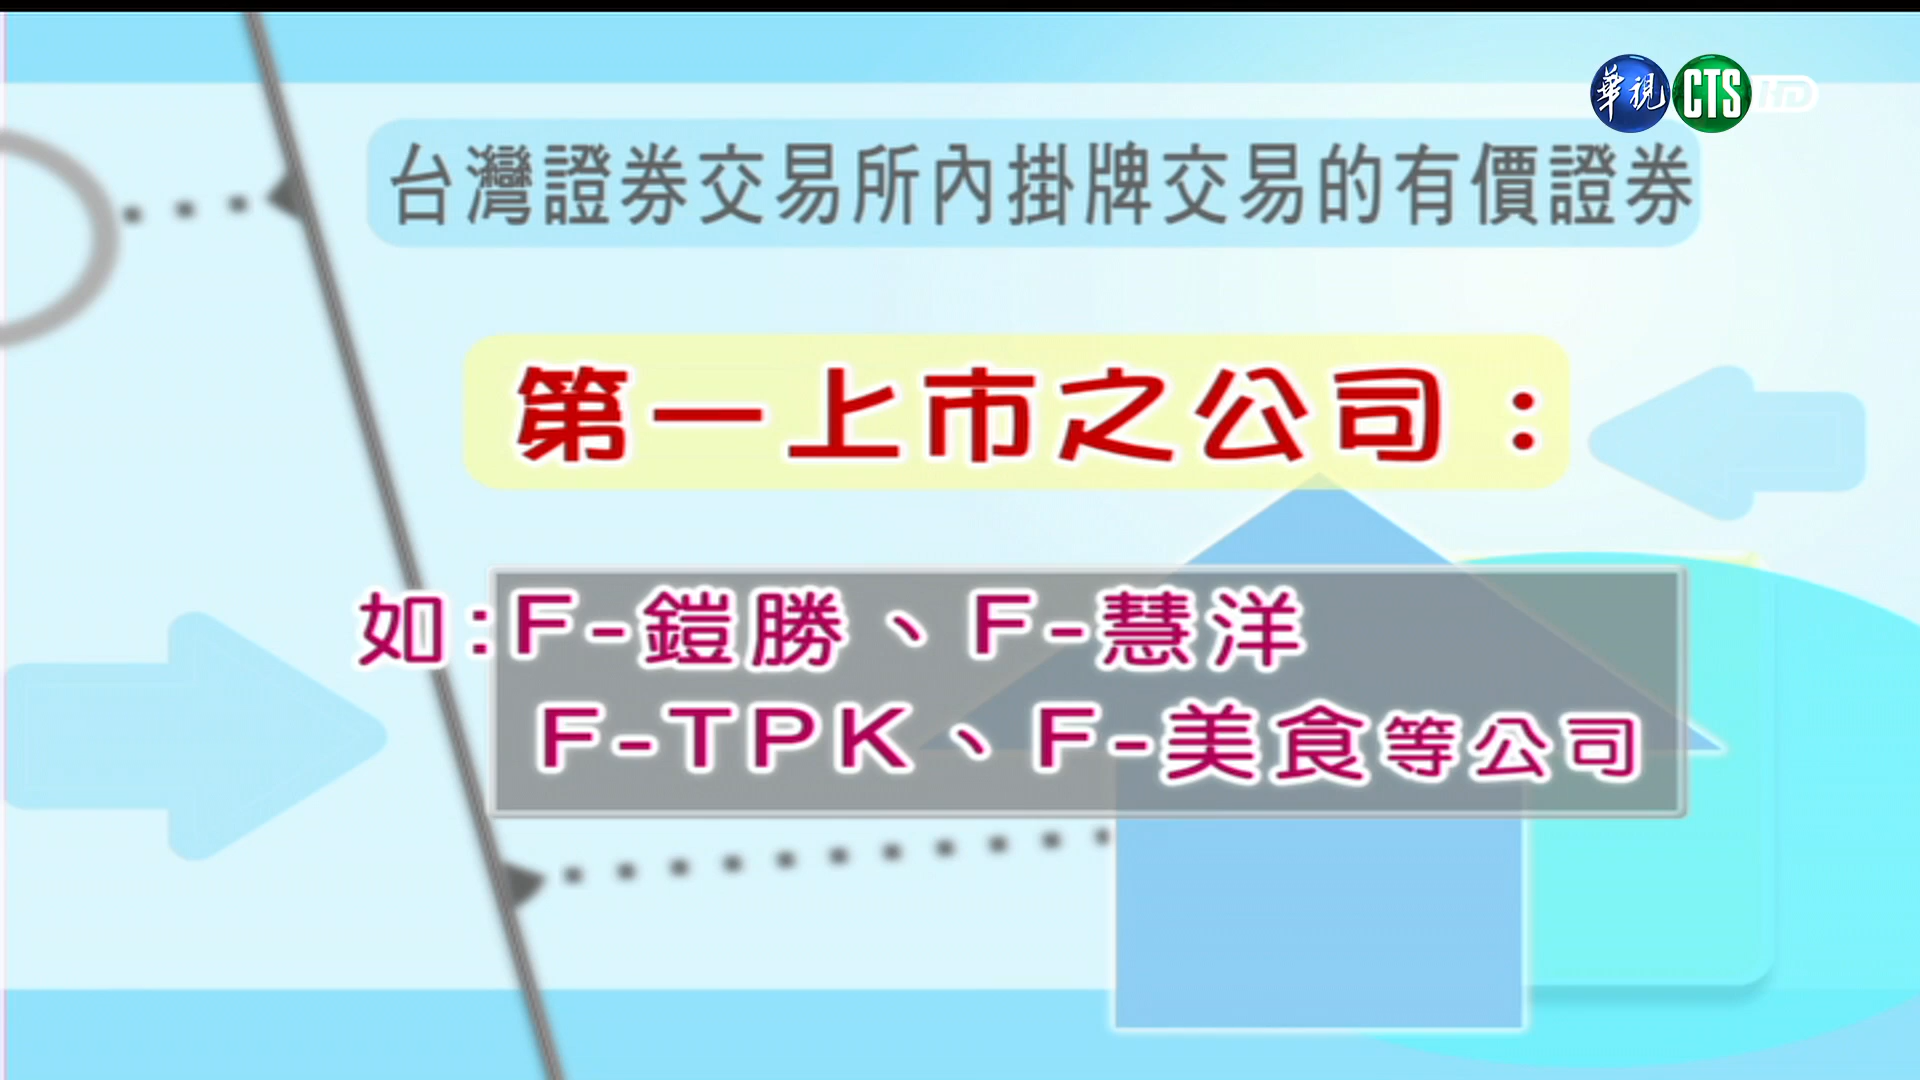 華視 CTS HD
台灣證券交易所內掛牌交易的有價證券
第一上市之公司：
如:F-鎧勝、F-慧洋
F-TPK、F-美食等公司